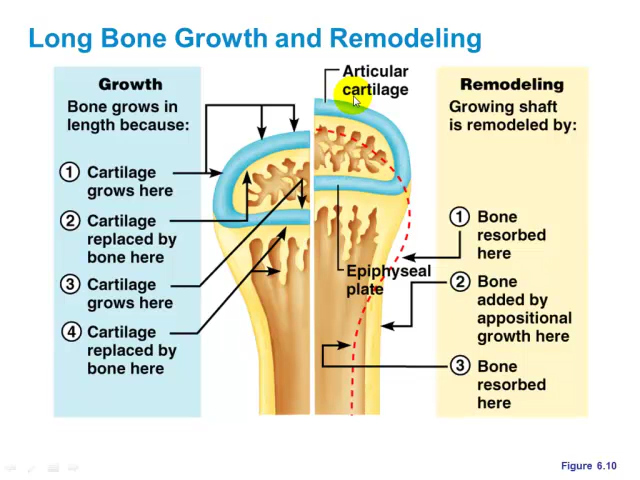 Long Bone Growth and Remodeling
Growth
Bone grows in
length because:
1 Cartilage
grows here
2 Cartilage
replaced by
bone here
3 Cartilage
grows here
4 Cartilage
replaced by
bone here
Articular
cartilage
Epiphyseal
plate
Remodeling
Growing shaft
is remodeled by:
1 Bone
resorbed
here
2 Bone
added by
appositional
growth here
3 Bone
resorbed
here
Figure 6.10